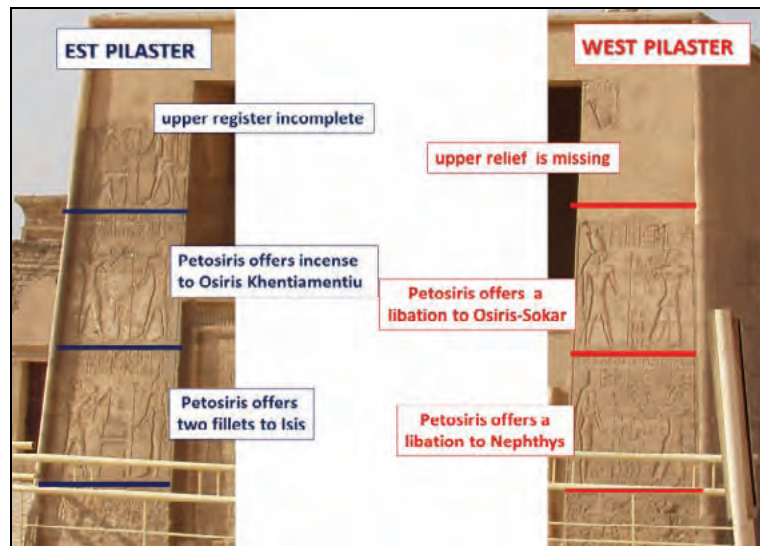 EST PILASTER
upper register incomplete
Petosiris offers incense
to Osiris Khentiamentiu
Petosiris offers
two fillets to Isis
WEST PILASTER
upper relief is missing
Petosiris offers a
libation to Osiris-Sokar
Petosiris offers a
libation to Nephthys